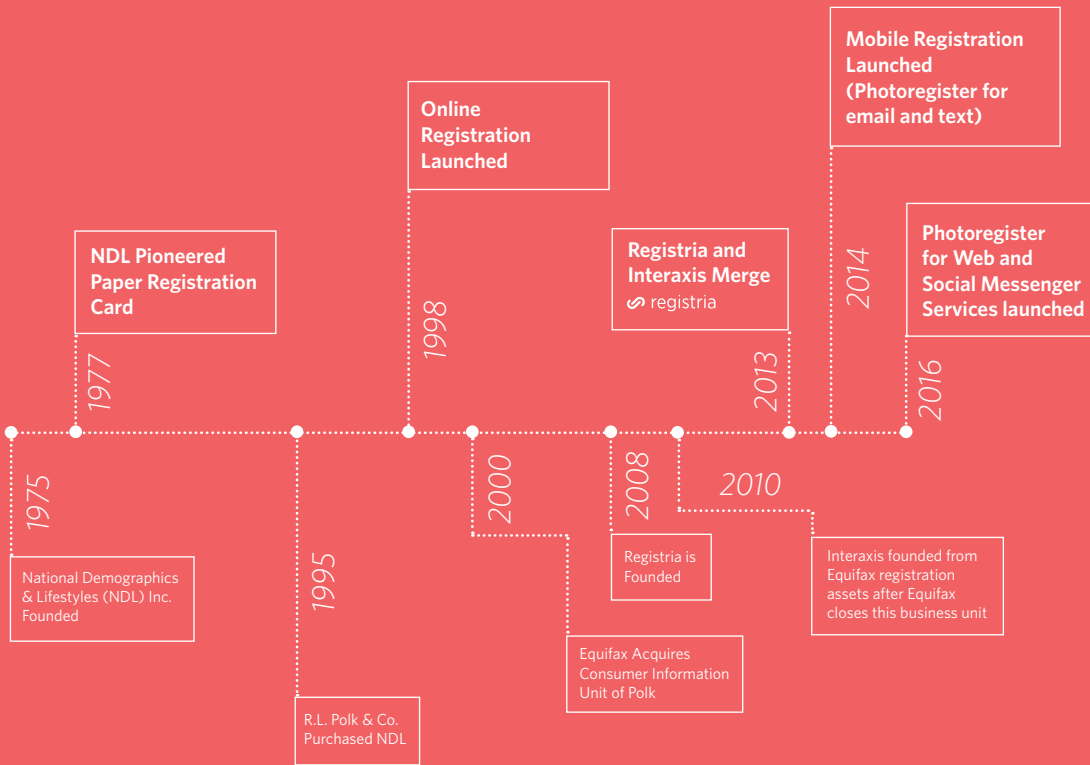 Mobile Registration
Launched
(Photoregister for
email and text)
2014
Online
Registration
Launched
1998
NDL Pioneered
Paper Registration
Card
1977
Registria and
Interaxis Merge
registria
2013
Photoregister
for Web and
Social Messenger
Services launched
2016
1975
National Demographics
& Lifestyles (NDL) Inc.
Founded
1995
R.L. Polk & Co.
Purchased NDL
2000
Equifax Acquires
Consumer Information
Unit of Polk
2008
Registria is
Founded
2010
Interaxis founded from
Equifax registration
assets after Equifax
closes this business unit